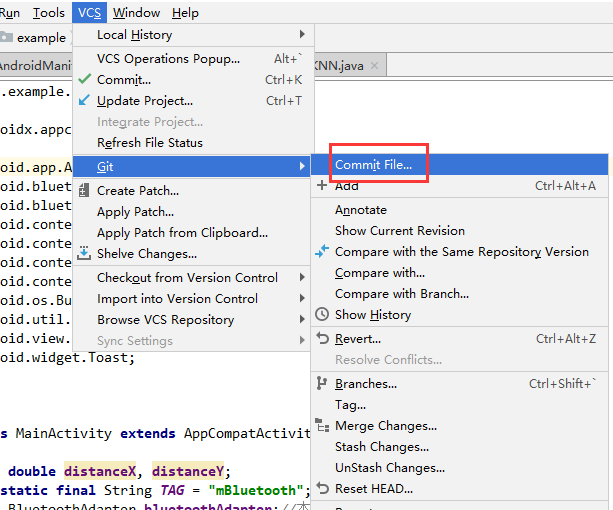 Run Tools VCS Window Help
example
Local History
AndroidMani
KNN.java
VCS Operations Popup... Alt+`
Commit... Ctrl+K
Update Project... Ctrl+T
Integrate Project...
Refresh File Status
Git
Create Patch...
Apply Patch...
Apply Patch from Clipboard...
Shelve Changes...
Checkout from Version Control
Import into Version Control
Browse VCS Repository
Sync Settings
Commit File...
Add Ctrl+Alt+A
Annotate
Show Current Revision
Compare with the Same Repository Version
Compare with...
Compare with Branch...
Show History
Revert... Ctrl+Alt+Z
Resolve Conflicts...
Branches... Ctrl+Shift+`
Tag...
Merge Changes...
Stash Changes...
UnStash Changes...
Reset HEAD...
.example.
oidx.appc
oid.app.A
oid.bluet
oid.bluet
oid.conte
oid.conte
oid.conte
oid.conte
oid.os.Bu
oid.util.
oid.view.
oid.widget.Toast;
s MainActivity extends AppCompatActivit
double distanceX, distanceY;
static final String TAG = "mBluetooth";
BluetoothAdapter bluetoothAdapter;//本